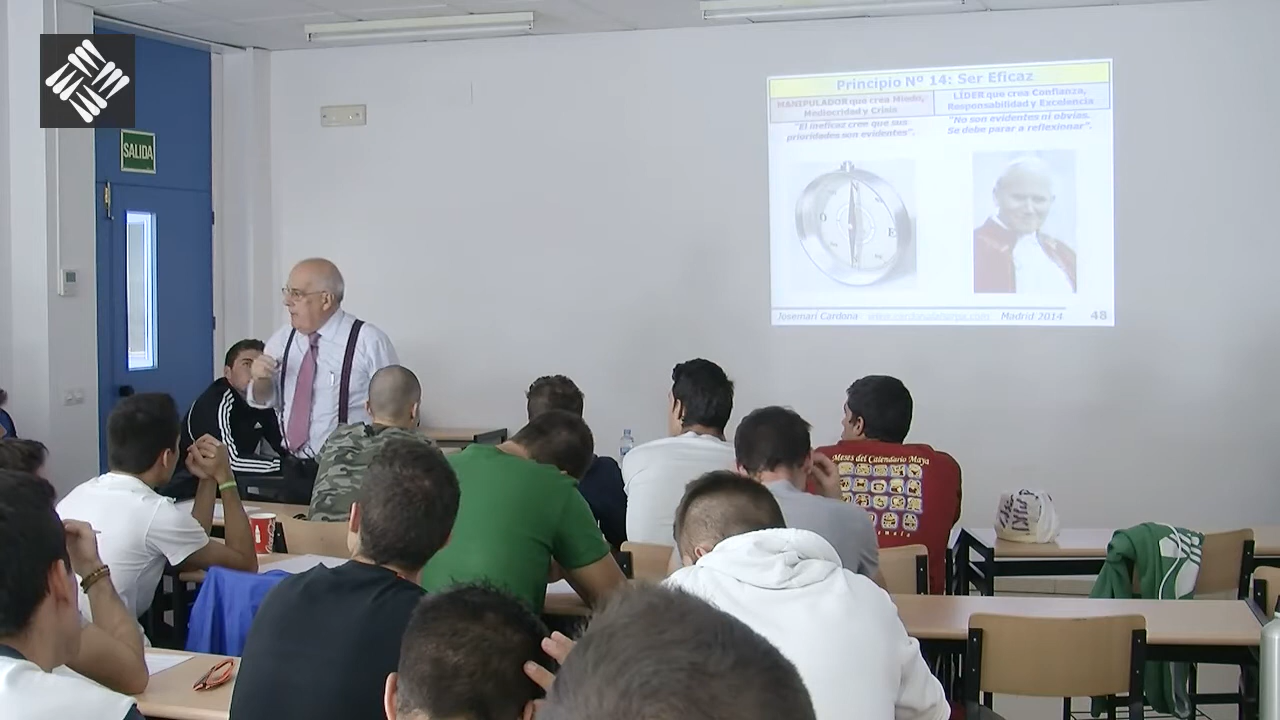 SALIDA
Principio Nº 14: Ser Eficaz
MANIPULADOR que crea Miedo,
Mediocridad y Crisis
LÍDER que crea Confianza,
Responsabilidad y Excelencia
"El ineficaz cree que sus
prioridades son evidentes".
"No son evidentes ni obvias.
Se debe parar a reflexionar".
O
E
Josemari Cardona
Madrid 2014
48
Meses del Calendario Maya